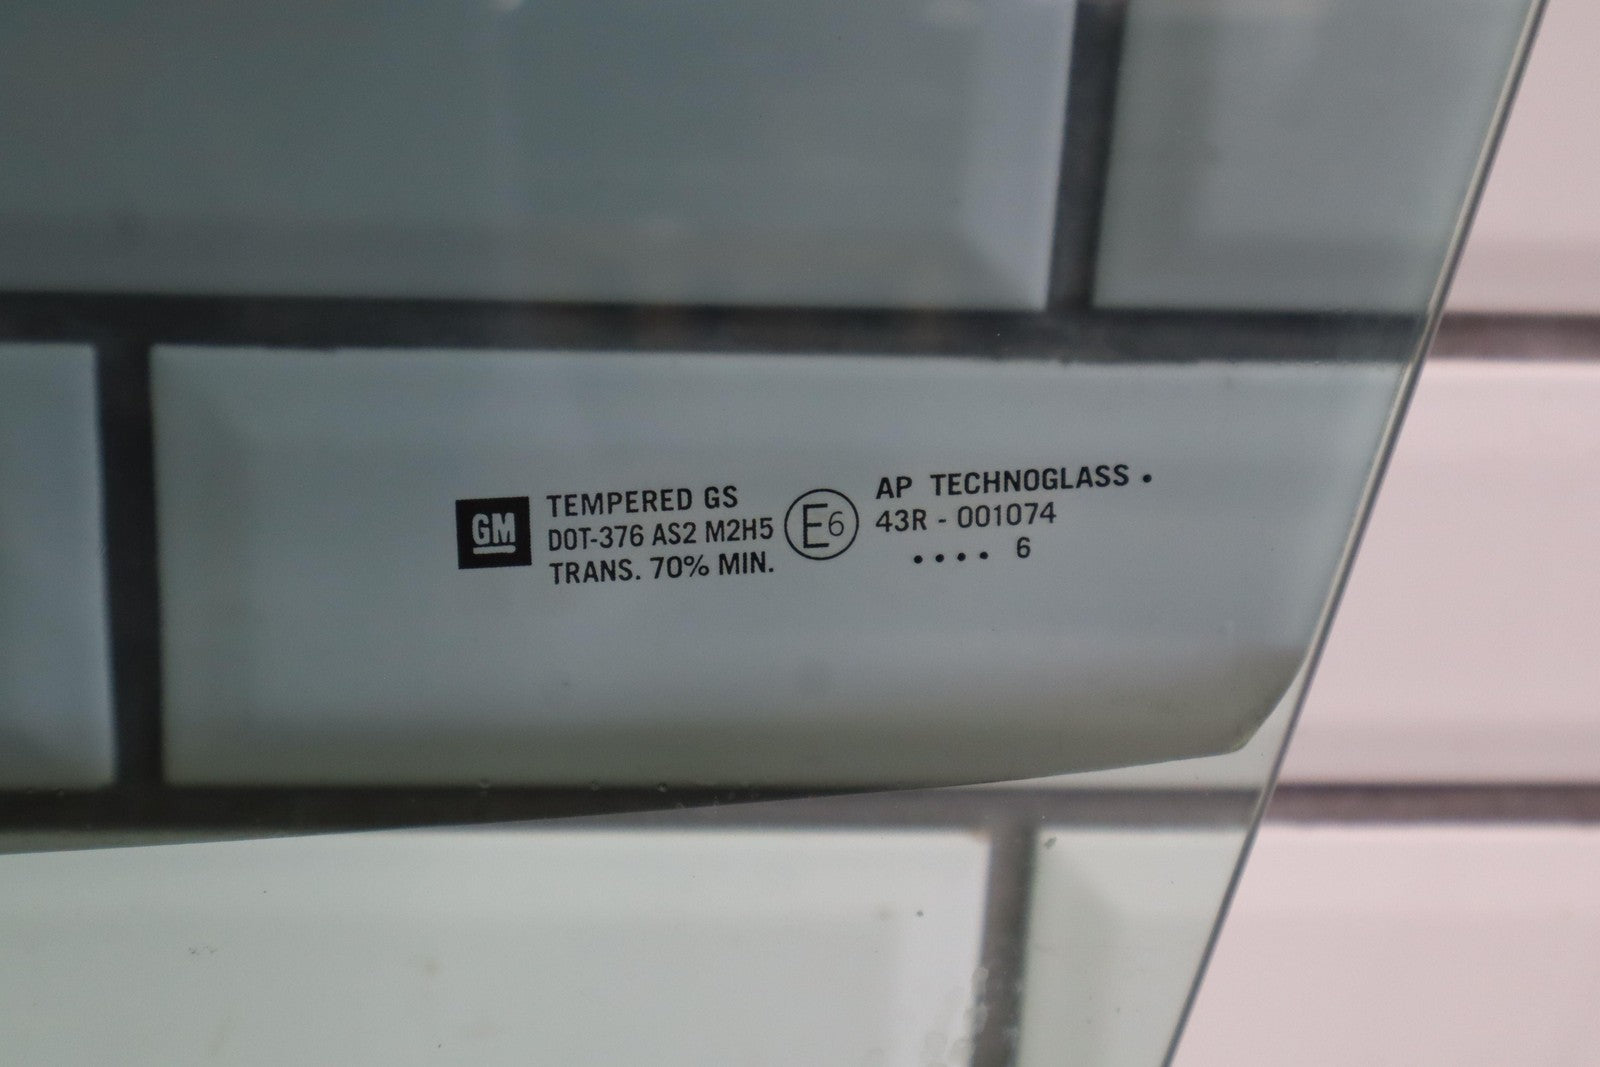 GM
TEMPERED GS
DOT-376 AS2 M2H5
TRANS. 70% MIN.
E6
AP TECHNOGLASS •
43R - 001074
•••• 6